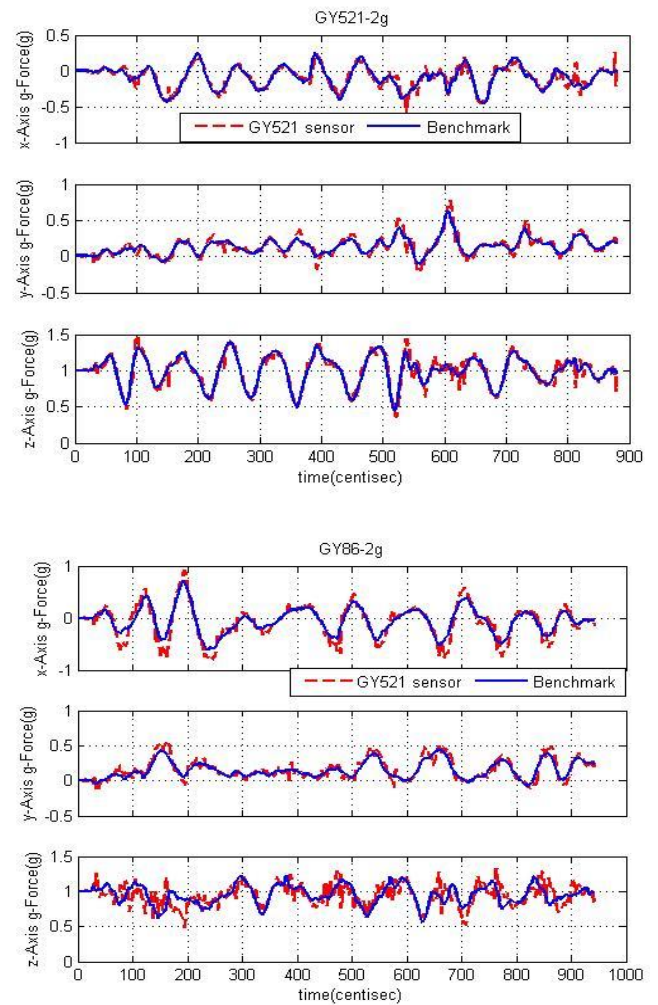 GY521-2g
0.5
0
-0.5
-1
x-Axis g-Force(g)
GY521 sensor Benchmark
1
0.5
0
-0.5
y-Axis g-Force(g)
1.5
1
0.5
0
z-Axis g-Force(g)
0 100 200 300 400 500 600 700 800 900
time(centisec)
GY86-2g
1
0
-1
x-Axis g-Force(g)
GY521 sensor Benchmark
1
0.5
0
-0.5
y-Axis g-Force(g)
1.5
1
0.5
0
z-Axis g-Force(g)
0 100 200 300 400 500 600 700 800 900 1000
time(centisec)